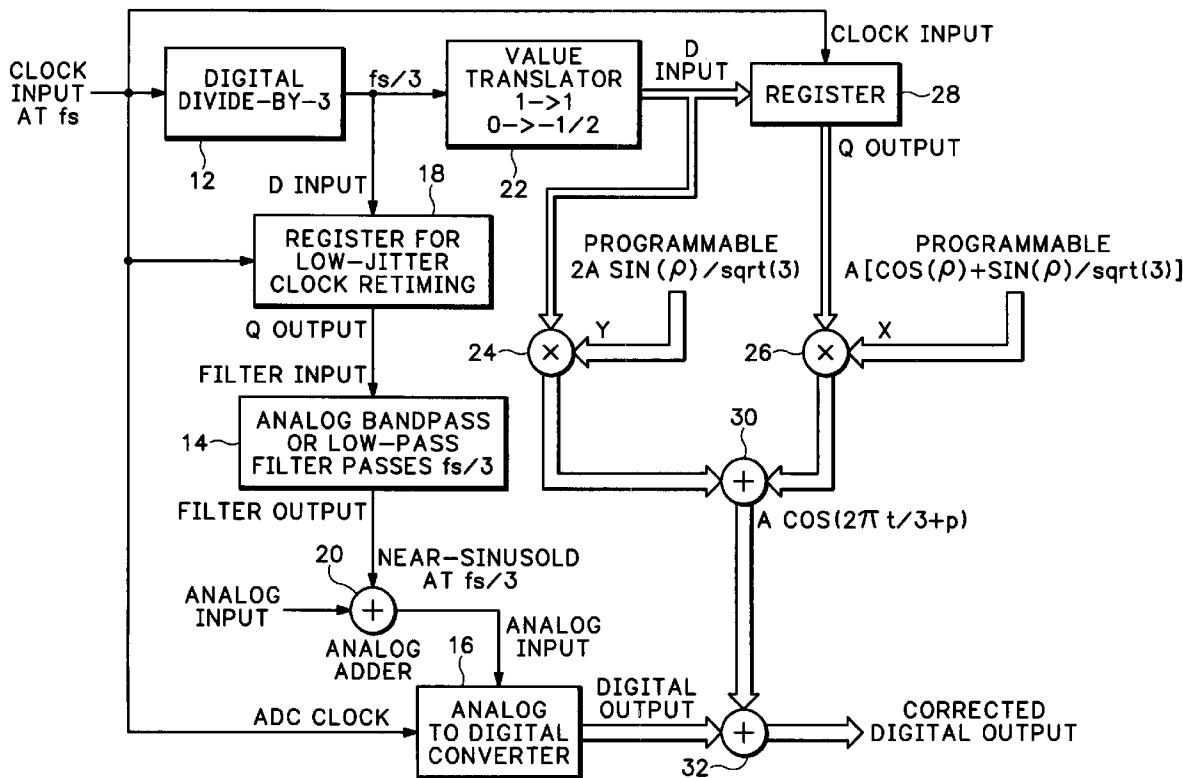 CLOCK
INPUT
AT fs
DIGITAL
DIVIDE-BY-3
12
fs/3
VALUE
TRANSLATOR
1->1
0->-1/2
22
D
INPUT
CLOCK INPUT
REGISTER
28
Q OUTPUT
D INPUT
18
REGISTER FOR
LOW-JITTER
CLOCK RETIMING
Q OUTPUT
PROGRAMMABLE
2A SIN(ρ)/sqrt(3)
PROGRAMMABLE
A[COS(ρ)+SIN(ρ)/sqrt(3)]
24
×
Y
26
×
X
FILTER INPUT
14
ANALOG BANDPASS
OR LOW-PASS
FILTER PASSES fs/3
30
+
A COS(2π t/3+p)
FILTER OUTPUT
NEAR-SINUSOLD
AT fs/3
20
ANALOG
INPUT
+
ANALOG
ADDER
ANALOG
INPUT
16
ADC CLOCK
ANALOG
TO DIGITAL
CONVERTER
DIGITAL
OUTPUT
+
32
CORRECTED
DIGITAL OUTPUT